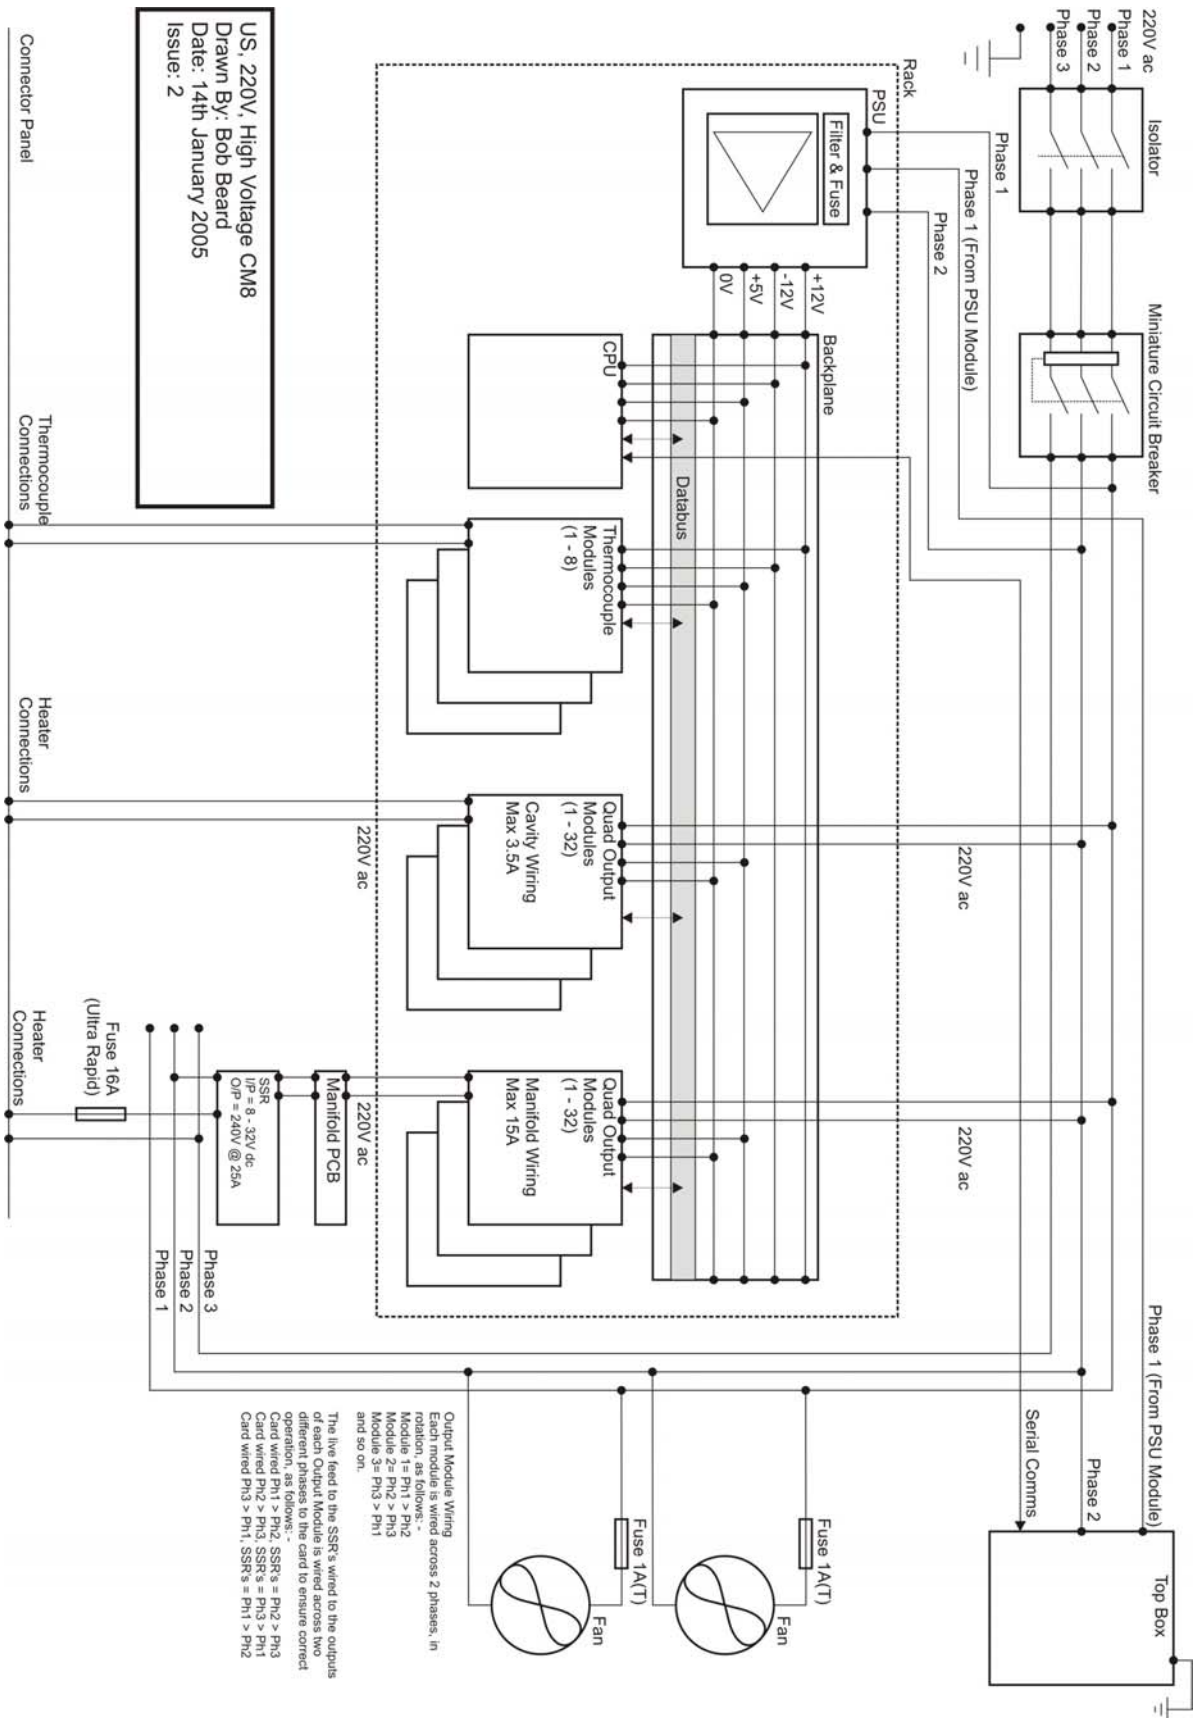 220V ac
Phase 1
Phase 2
Phase 3
Isolator
Miniature Circuit Breaker
Phase 1
Phase 1 (From PSU Module)
Phase 2
Phase 1 (From PSU Module)
Phase 2
Serial Comms
Top Box
Rack
PSU
Filter & Fuse
+12V
-12V
+5V
0V
Backplane
Databus
220V ac
220V ac
CPU
Thermocouple
Modules
(1 - 8)
Quad Output
Modules
(1 - 32)
Cavity Wiring
Max 3.5A
Quad Output
Modules
(1 - 32)
Manifold Wiring
Max 15A
220V ac
220V ac
Manifold PCB
SSR
I/P = 8 - 32V dc
O/P = 240V @ 25A
Fuse 16A
(Ultra Rapid)
Phase 3
Phase 2
Phase 1
Fuse 1A(T)
Fan
Fuse 1A(T)
Fan
Output Module Wiring
Each module is wired across 2 phases, in
rotation, as follows: -
Module 1= Ph1 > Ph2
Module 2= Ph2 > Ph3
Module 3= Ph3 > Ph1
and so on.
The live feed to the SSR's wired to the outputs
of each Output Module is wired across two
different phases to the card to ensure correct
operation, as follows: -
Card wired Ph1 > Ph2, SSR's = Ph2 > Ph3
Card wired Ph2 > Ph3, SSR's = Ph3 > Ph1
Card wired Ph3 > Ph1, SSR's = Ph1 > Ph2
US, 220V, High Voltage CM8
Drawn By: Bob Beard
Date: 14th January 2005
Issue: 2
Connector Panel
Thermocouple
Connections
Heater
Connections
Heater
Connections